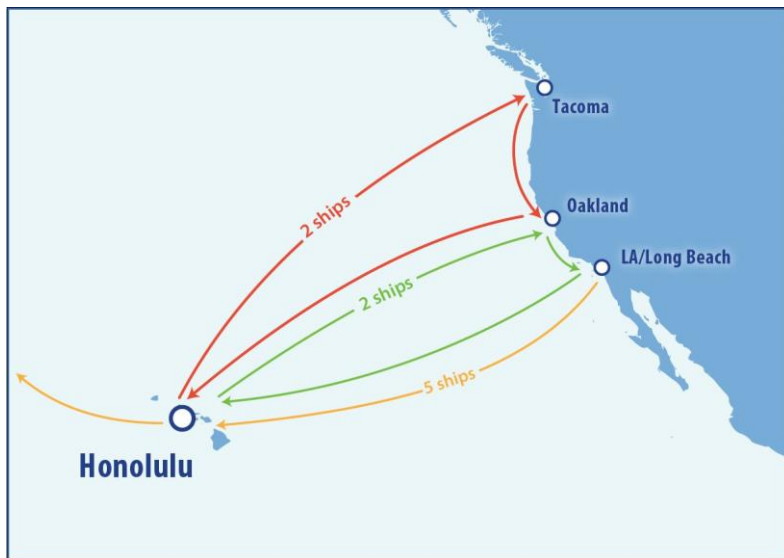 Tacoma
2 ships
Oakland
LA/Long Beach
2 ships
5 ships
Honolulu